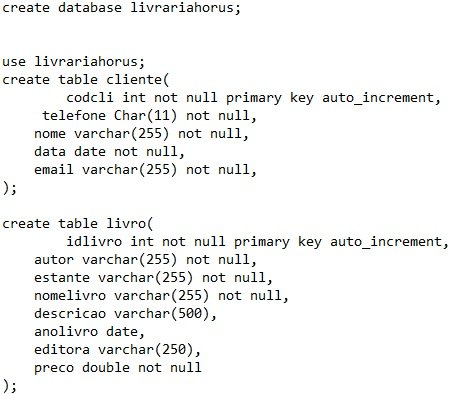 create database livrariahorus;
use livrariahorus;
create table cliente(
codcli int not null primary key auto_increment,
telefone Char(11) not null,
nome varchar(255) not null,
data date not null,
email varchar(255) not null,
);
create table livro(
idlivro int not null primary key auto_increment,
autor varchar(255) not null,
estante varchar(255) not null,
nomelivro varchar(255) not null,
descricao varchar(500),
anolivro date,
editora varchar(250),
preco double not null
);